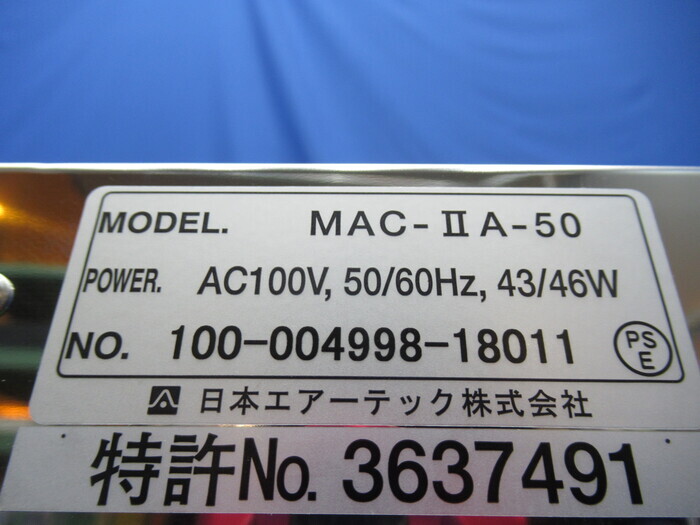 MODEL. MAC-ⅡA-50
POWER. AC100V, 50/60Hz, 43/46W
NO. 100-004998-18011
PS
E
日本エアーテック株式会社
特許No. 3637491